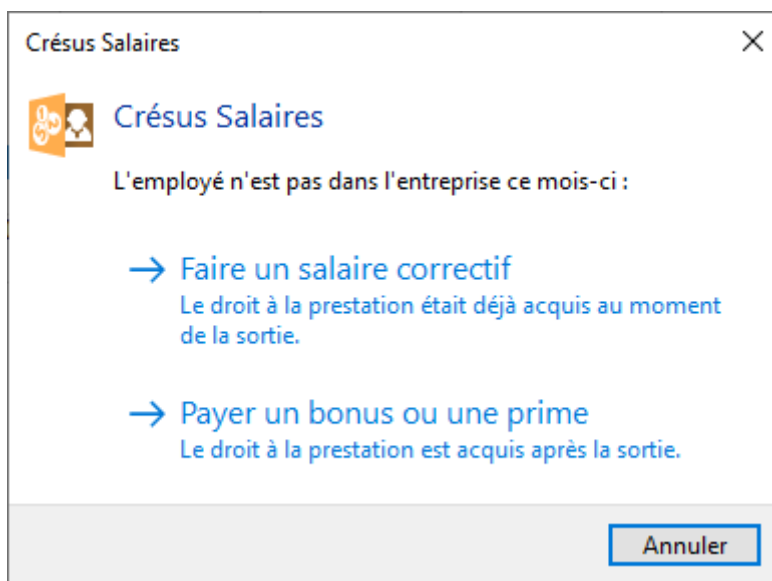 Crésus Salaires
Crésus Salaires
L'employé n'est pas dans l'entreprise ce mois-ci :
Faire un salaire correctif
Le droit à la prestation était déjà acquis au moment
de la sortie.
Payer un bonus ou une prime
Le droit à la prestation est acquis après la sortie.
Annuler